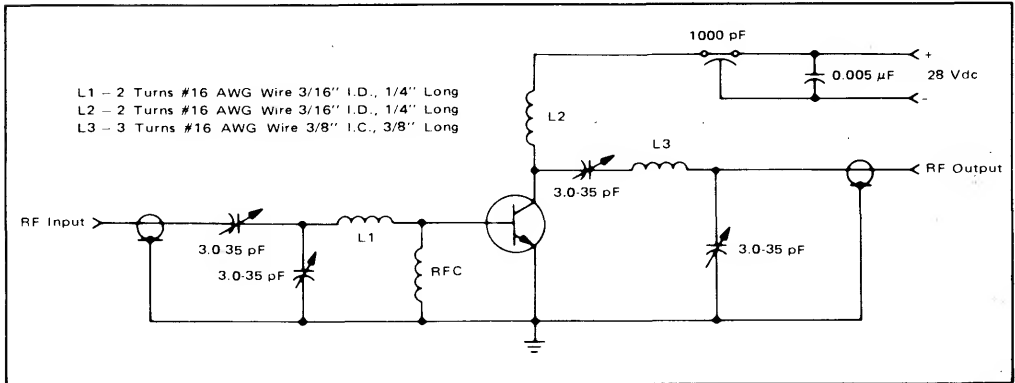 1000 pF
+
0.005 μF
28 Vdc
-
L1 – 2 Turns #16 AWG Wire 3/16" I.D., 1/4" Long
L2 – 2 Turns #16 AWG Wire 3/16" I.D., 1/4" Long
L3 – 3 Turns #16 AWG Wire 3/8" I.C., 3/8" Long
L2
L3
RF Output
3.0-35 pF
RF Input
L1
3.0-35 pF
3.0-35 pF
RFC
3.0-35 pF